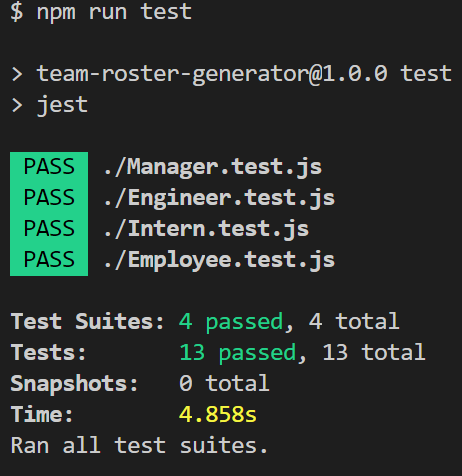 $ npm run test
> team-roster-generator@1.0.0 test
> jest
PASS ./Manager.test.js
PASS ./Engineer.test.js
PASS ./Intern.test.js
PASS ./Employee.test.js
Test Suites: 4 passed, 4 total
Tests: 13 passed, 13 total
Snapshots: 0 total
Time: 4.858s
Ran all test suites.